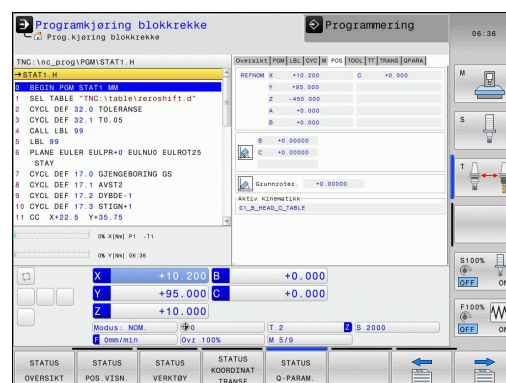 Programkjøring blokkrekke
Prog.kjøring blokkrekke
Programmering
06:36
TNC:\nc_prog\PGM\STAT1.H
→STAT1.H
0 BEGIN PGM STAT1 MM
1 SEL TABLE "TNC:\table\zeroshift.d"
2 CYCL DEF 32.0 TOLERANSE
3 CYCL DEF 32.1 T0.05
4 CALL LBL 99
5 LBL 99
6 PLANE EULER EULPR+0 EULNU0 EULROT25
STAY
7 CYCL DEF 17.0 GJENGEBORING GS
8 CYCL DEF 17.1 AVST2
9 CYCL DEF 17.2 DYBDE-1
10 CYCL DEF 17.3 STIGN+1
11 CC X+22.5 Y+35.75
0% X[Nm] P1 -T1
0% Y[Nm] 06:36
Oversikt PGM LBL CYC M POS TOOL TT TRANS QPARA
REFNOM X +10.200 C +0.000
Y +95.000
Z -450.000
A +0.000
B +0.000
B +0.00000
C +0.00000
Grunnroter. +0.00000
Aktiv kinematikk
01_B_HEAD_C_TABLE
X +10.200 B +0.000
Y +95.000 C +0.000
Z +10.000
Modus: NOM. 0 T 2 Z S 2000
F 0mm/min Ovr 100% M 5/9
M
S
T
S100%
OFF ON
F100%
OFF ON
STATUS OVERSIKT
STATUS POS.VISN.
STATUS VERKTØY
STATUS KOORDINAT TRANSF.
STATUS Q-PARAM.